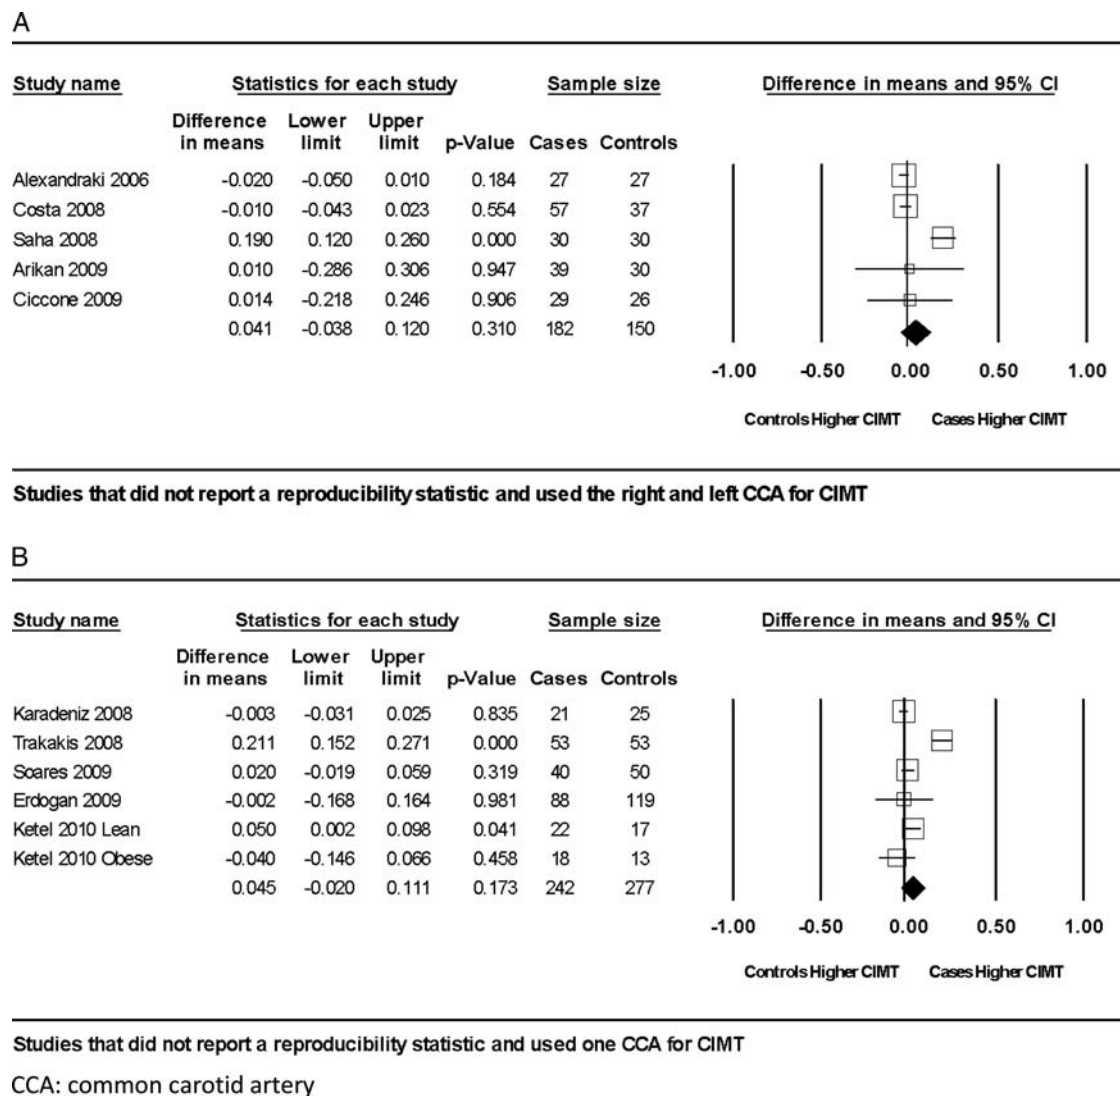 A
Study name Statistics for each study Sample size Difference in means and 95% CI
Difference Lower Upper
in means limit limit p-Value Cases Controls
Alexandraki 2006 -0.020 -0.050 0.010 0.184 27 27
Costa 2008 -0.010 -0.043 0.023 0.554 57 37
Saha 2008 0.190 0.120 0.260 0.000 30 30
Arikan 2009 0.010 -0.286 0.306 0.947 39 30
Ciccone 2009 0.014 -0.218 0.246 0.906 29 26
0.041 -0.038 0.120 0.310 182 150
-1.00 -0.50 0.00 0.50 1.00
Controls Higher CIMT Cases Higher CIMT
Studies that did not report a reproducibility statistic and used the right and left CCA for CIMT
B
Study name Statistics for each study Sample size Difference in means and 95% CI
Difference Lower Upper
in means limit limit p-Value Cases Controls
Karadeniz 2008 -0.003 -0.031 0.025 0.835 21 25
Trakakis 2008 0.211 0.152 0.271 0.000 53 53
Soares 2009 0.020 -0.019 0.059 0.319 40 50
Erdogan 2009 -0.002 -0.168 0.164 0.981 88 119
Ketel 2010 Lean 0.050 0.002 0.098 0.041 22 17
Ketel 2010 Obese -0.040 -0.146 0.066 0.458 18 13
0.045 -0.020 0.111 0.173 242 277
-1.00 -0.50 0.00 0.50 1.00
Controls Higher CIMT Cases Higher CIMT
Studies that did not report a reproducibility statistic and used one CCA for CIMT
CCA: common carotid artery